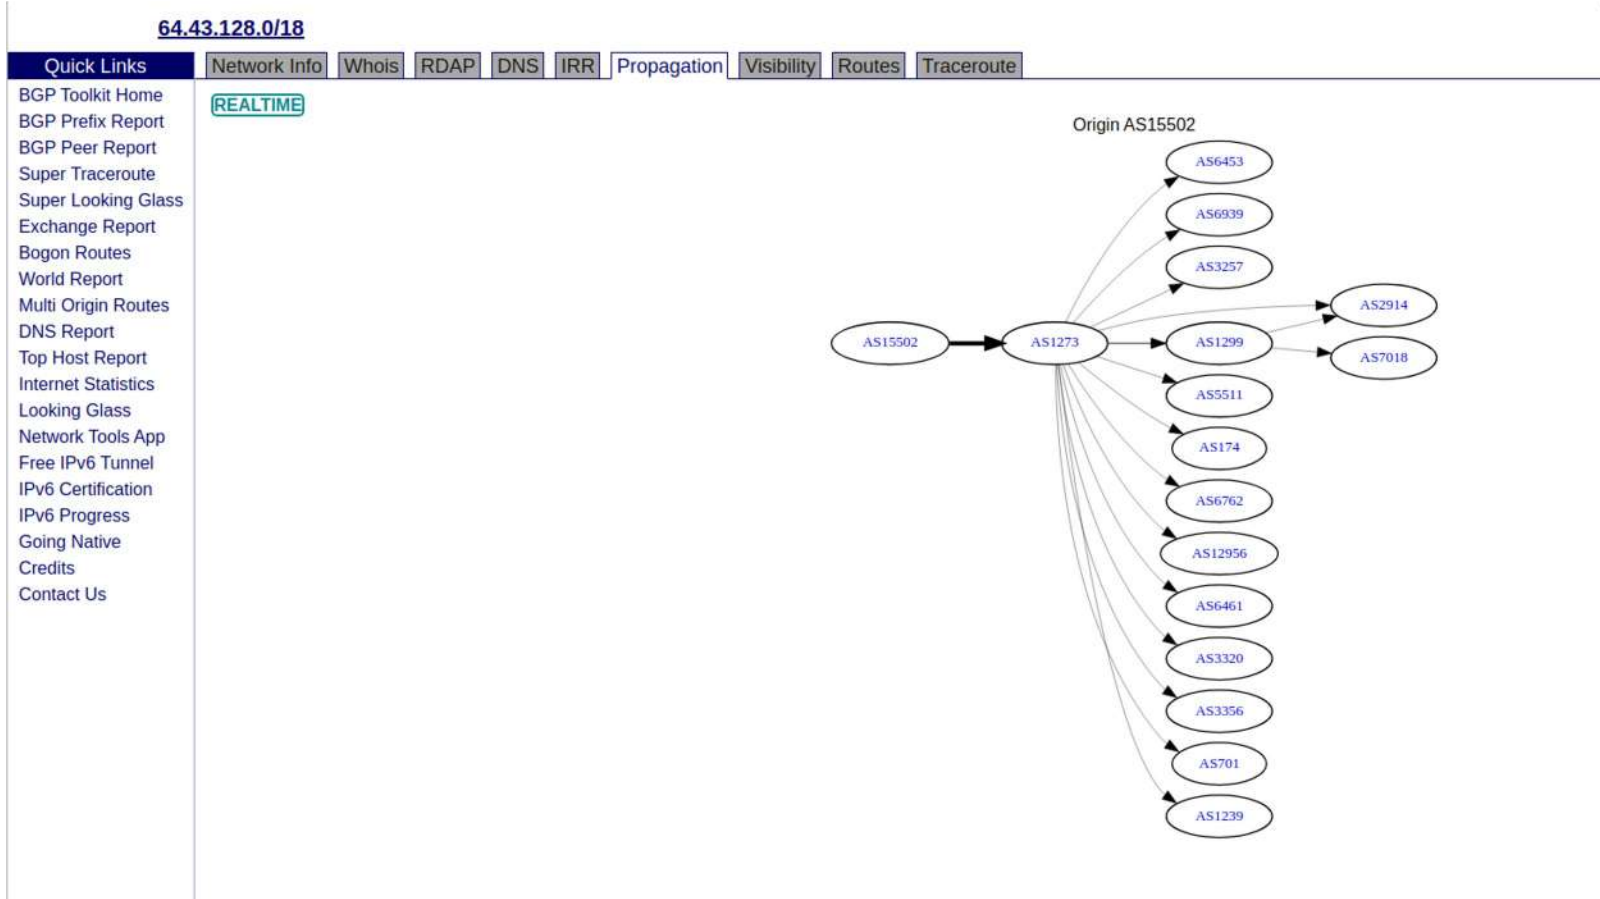 64.43.128.0/18
Quick Links
Network Info Whois RDAP DNS IRR Propagation Visibility Routes Traceroute
BGP Toolkit Home
BGP Prefix Report
BGP Peer Report
Super Traceroute
Super Looking Glass
Exchange Report
Bogon Routes
World Report
Multi Origin Routes
DNS Report
Top Host Report
Internet Statistics
Looking Glass
Network Tools App
Free IPv6 Tunnel
IPv6 Certification
IPv6 Progress
Going Native
Credits
Contact Us
REALTIME
Origin AS15502
AS15502
AS1273
AS6453
AS6939
AS3257
AS1299
AS5511
AS174
AS6762
AS12956
AS6461
AS3320
AS3356
AS701
AS1239
AS2914
AS7018